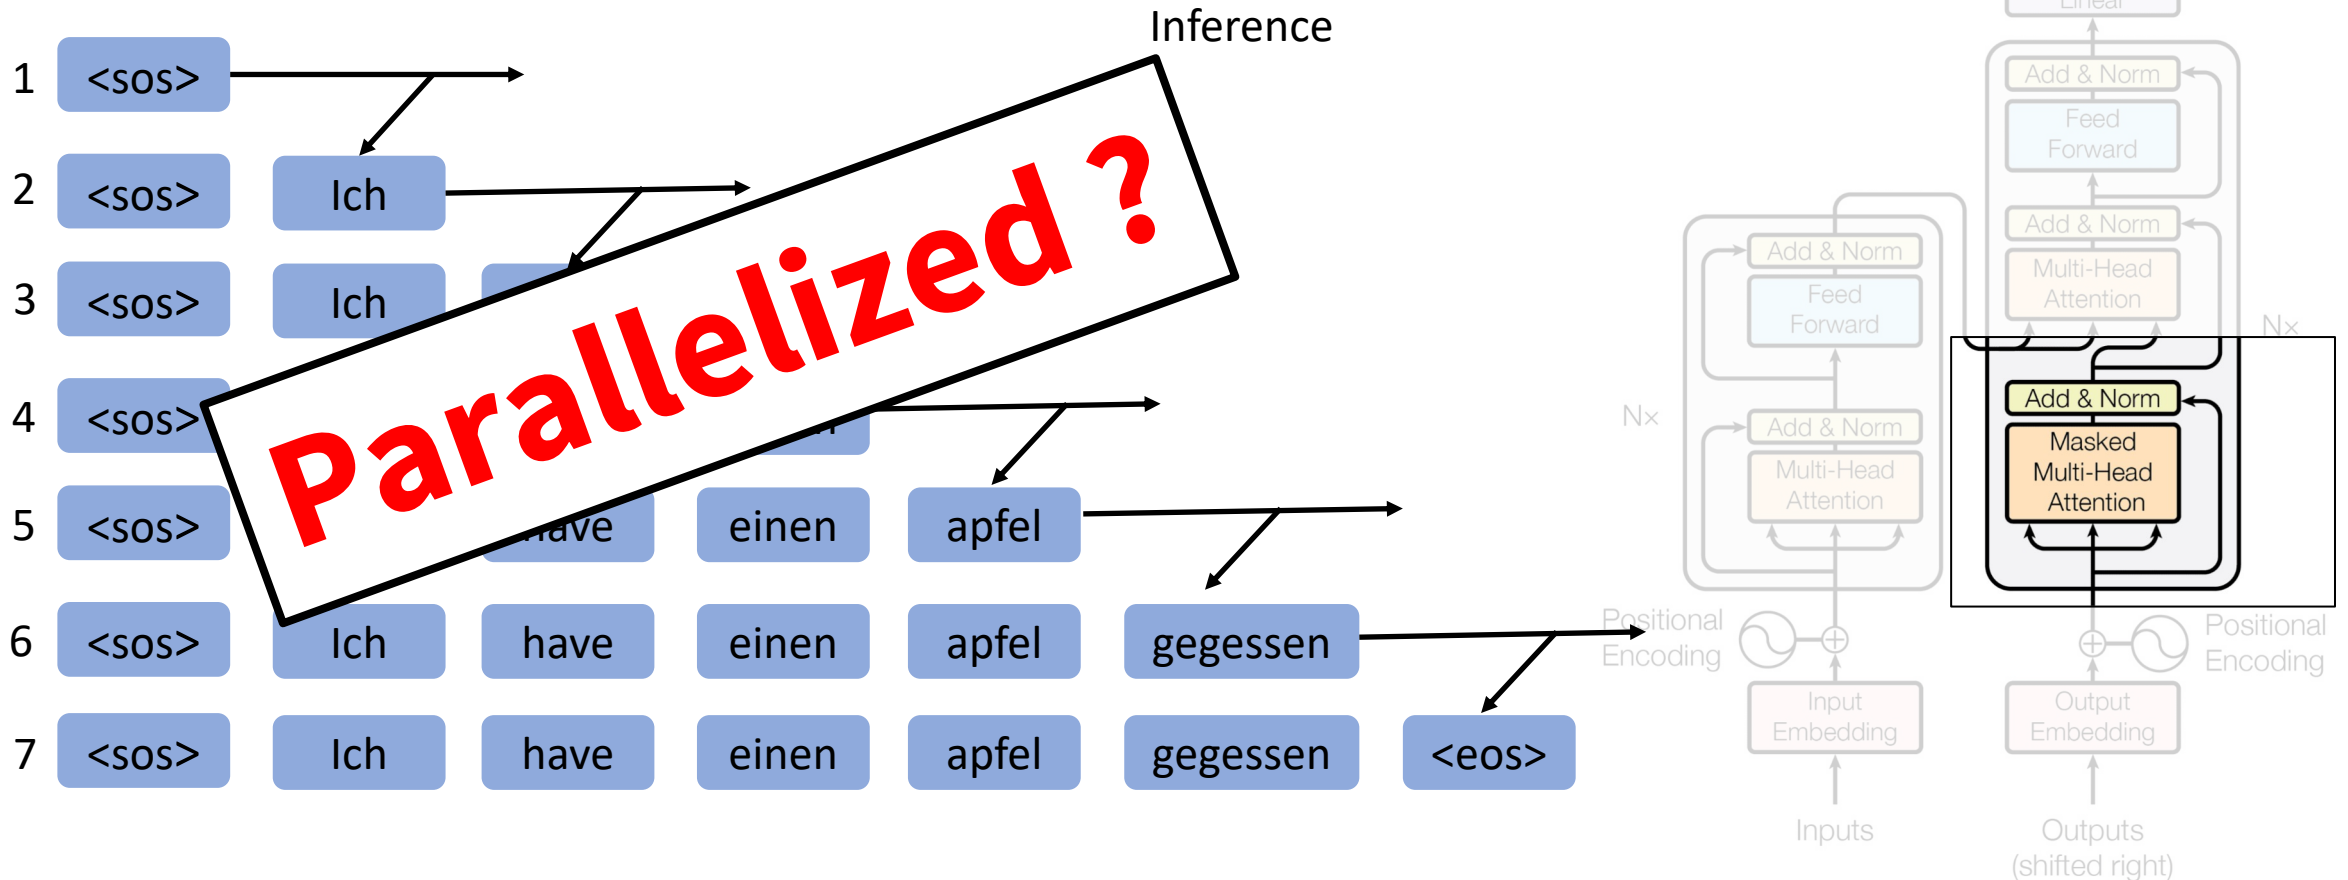 Inference
1 <sos>
2 <sos> Ich
3 <sos> Ich
4 <sos>
5 <sos> have einen apfel
6 <sos> Ich have einen apfel gegessen
7 <sos> Ich have einen apfel gegessen <eos>
Parallelized ?
Linear
Add & Norm
Feed
Forward
Add & Norm
Multi-Head
Attention
Nx
Add & Norm
Masked
Multi-Head
Attention
Positional
Encoding
Output
Embedding
Outputs
(shifted right)
Add & Norm
Feed
Forward
Nx
Add & Norm
Multi-Head
Attention
Positional
Encoding
Input
Embedding
Inputs